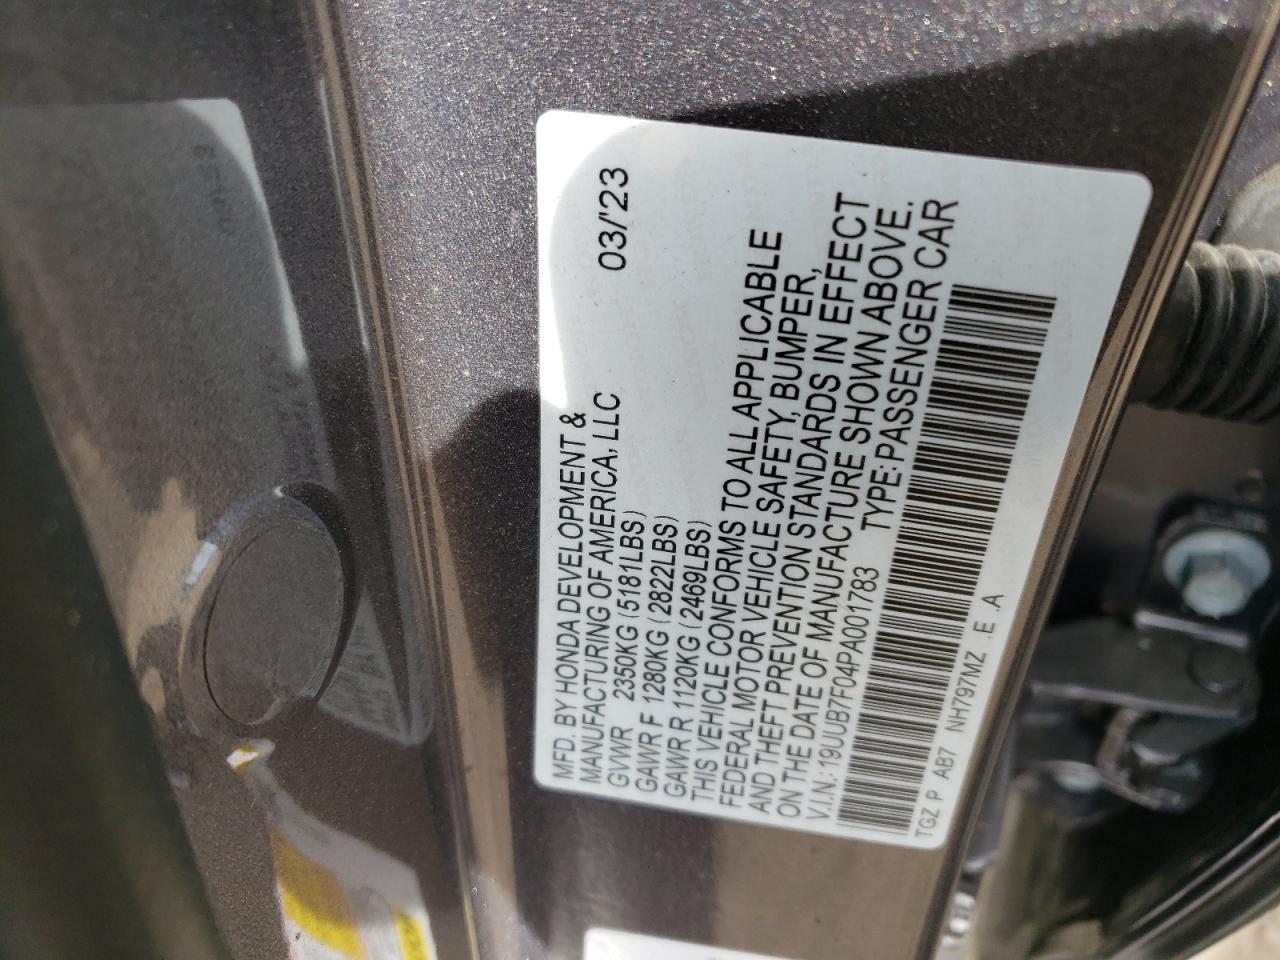 MFD. BY HONDA DEVELOPMENT &
MANUFACTURING OF AMERICA, LLC 03/'23
GVWR 2350KG (5181LBS)
GAWR F 1280KG (2822LBS)
GAWR R 1120KG (2469LBS)
THIS VEHICLE CONFORMS TO ALL APPLICABLE
FEDERAL MOTOR VEHICLE SAFETY, BUMPER,
AND THEFT PREVENTION STANDARDS IN EFFECT
ON THE DATE OF MANUFACTURE SHOWN ABOVE.
V.I.N.: 19UUB7F04PA001783 TYPE: PASSENGER CAR
TGZ P AB7 NH797MZ .E .A